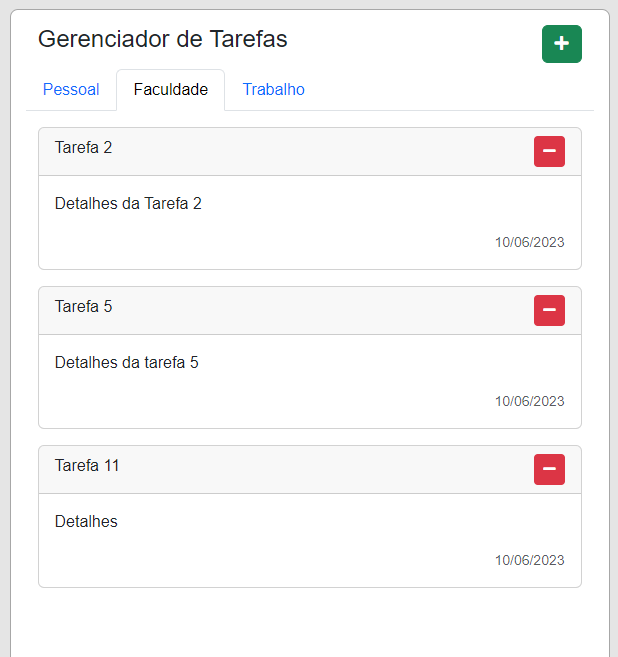 Gerenciador de Tarefas
Pessoal Faculdade Trabalho
Tarefa 2
Detalhes da Tarefa 2
10/06/2023
Tarefa 5
Detalhes da tarefa 5
10/06/2023
Tarefa 11
Detalhes
10/06/2023